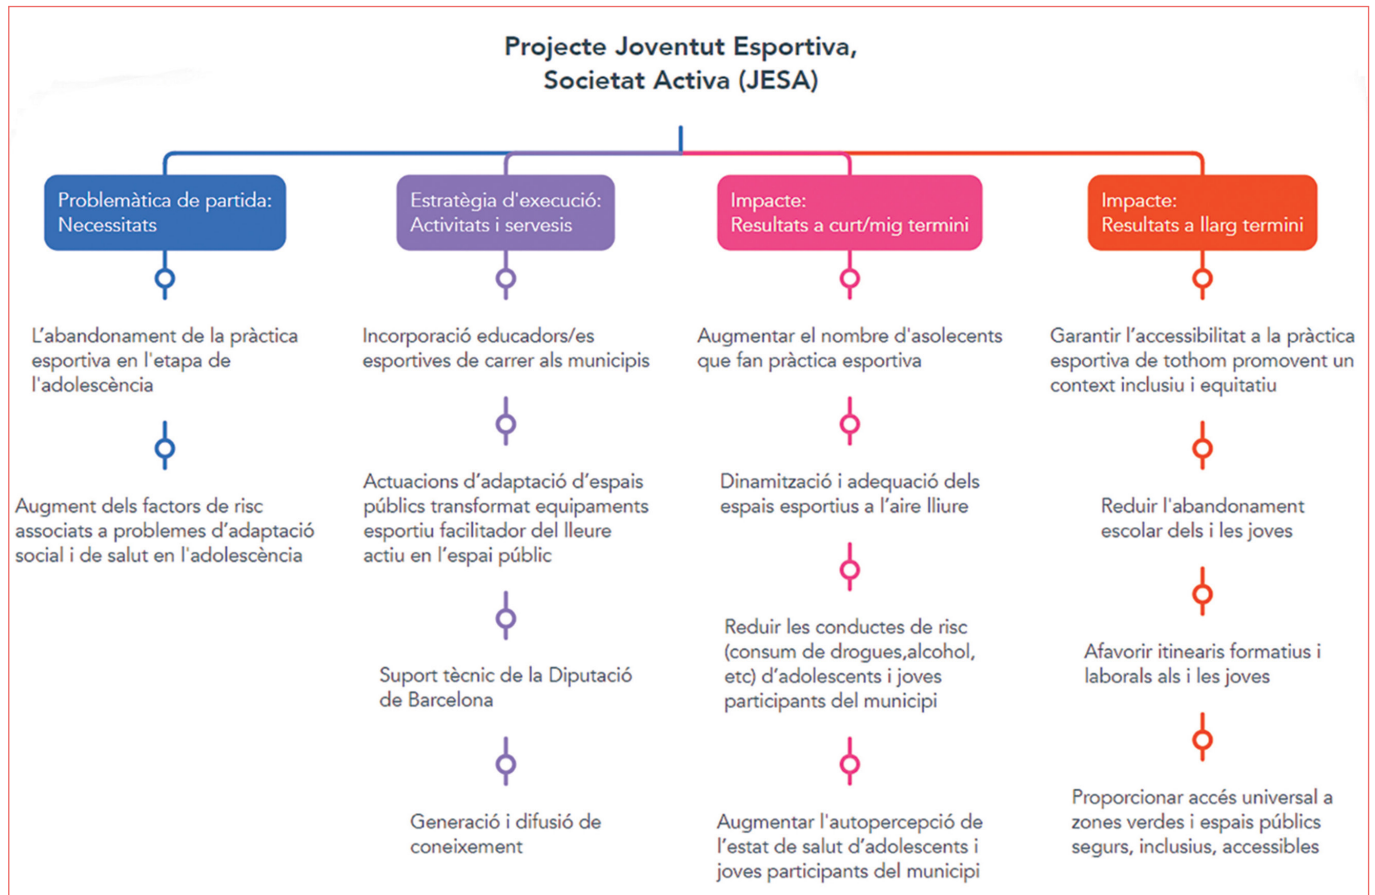 Projecte Joventut Esportiva,
Societat Activa (JESA)
Problemàtica de partida:
Necessitats
L'abandonament de la pràctica
esportiva en l'etapa de
l'adolescència
Augment dels factors de risc
associats a problemes d'adaptació
social i de salut en l'adolescència
Estratègia d'execució:
Activitats i servesis
Incorporació educadors/es
esportives de carrer als municipis
Actuacions d'adaptació d'espais
públics transformat equipaments
esportiu facilitador del lleure
actiu en l'espai públic
Suport tècnic de la Diputació
de Barcelona
Generació i difusió de
coneixement
Impacte:
Resultats a curt/mig termini
Augmentar el nombre d'asolecents
que fan pràctica esportiva
Dinamització i adequació dels
espais esportius a l'aire lliure
Reduir les conductes de risc
(consum de drogues,alcohol,
etc) d'adolescents i joves
participants del municipi
Augmentar l'autopercepció de
l'estat de salut d'adolescents i
joves participants del municipi
Impacte:
Resultats a llarg termini
Garantir l'accessibilitat a la pràctica
esportiva de tothom promovent un
context inclusiu i equitatiu
Reduir l'abandonament
escolar dels i les joves
Afavorir itinearis formatius i
laborals als i les joves
Proporcionar accés universal a
zones verdes i espais públics
segurs, inclusius, accessibles